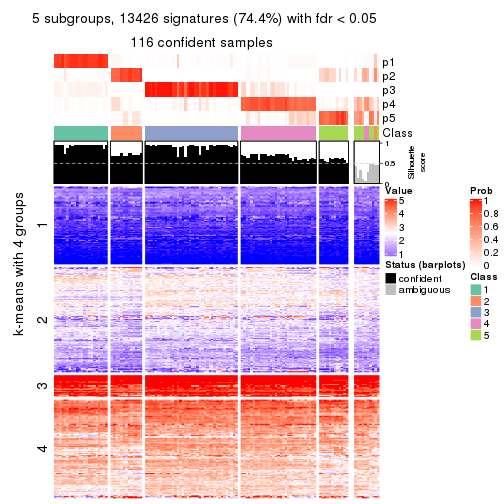 5 subgroups, 13426 signatures (74.4%) with fdr < 0.05
116 confident samples
p1
p2
p3
p4
p5
Class
1
0.5
0
Silhouette
score
k-means with 4 groups
1
2
3
4
Value
5
4
3
2
1
Status (barplots)
confident
ambiguous
Prob
1
0.8
0.6
0.4
0.2
0
Class
1
2
3
4
5